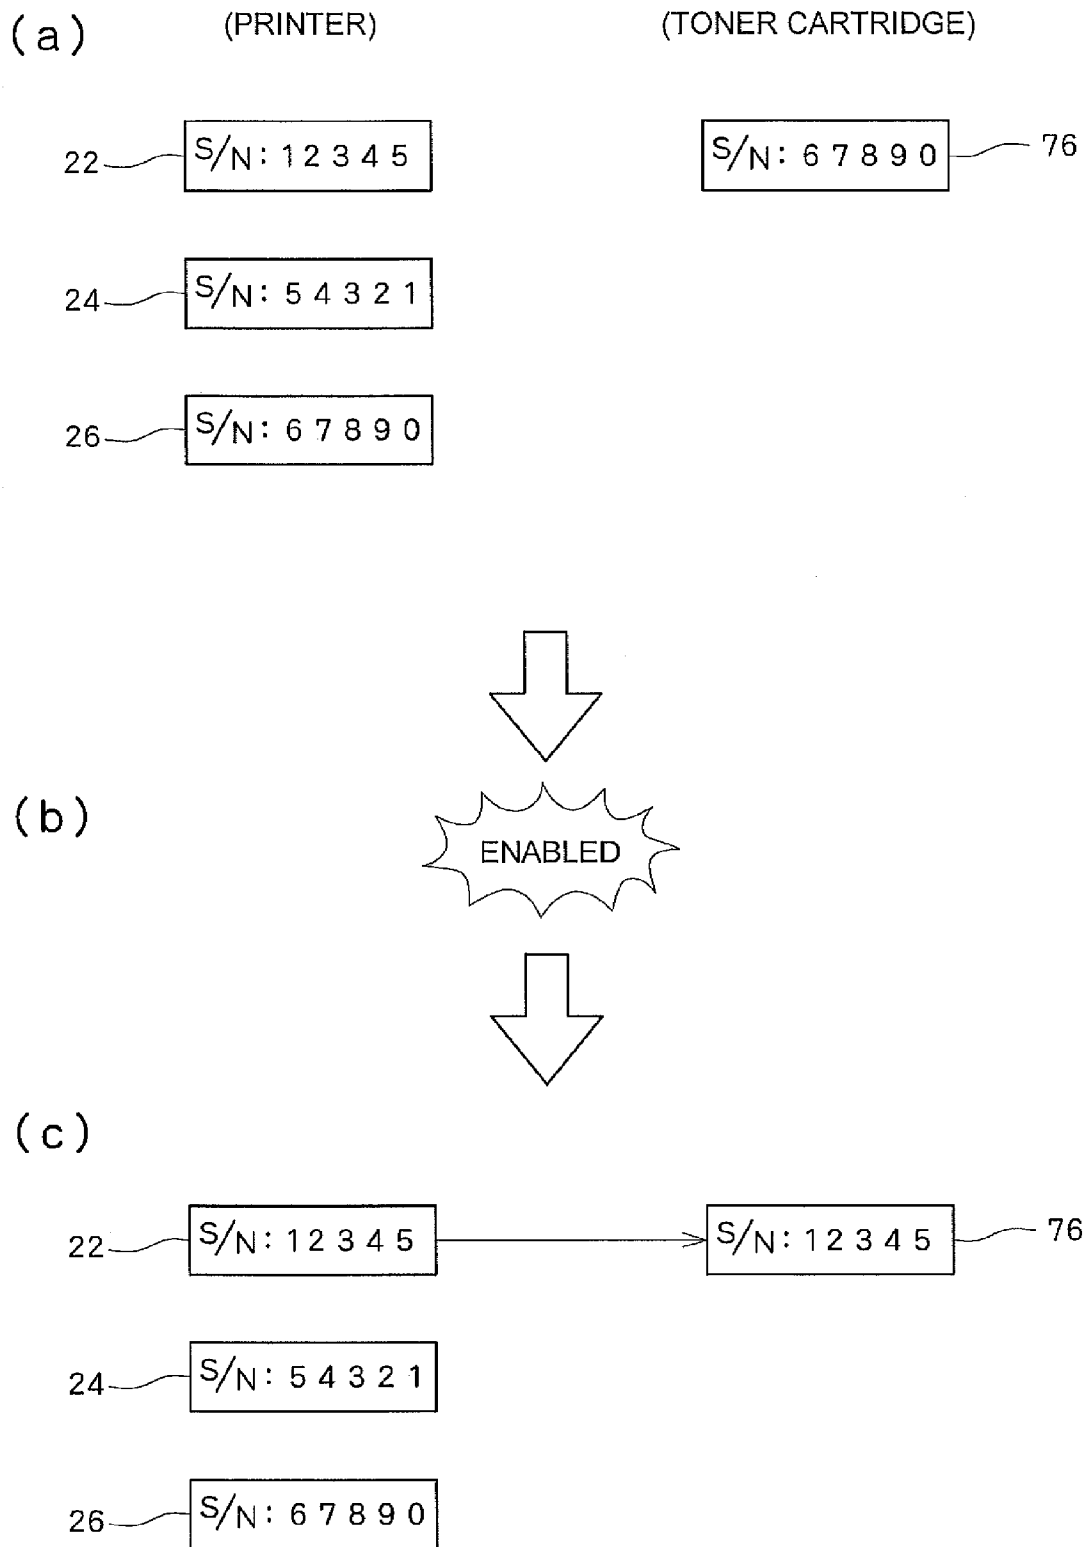 (a) (PRINTER) (TONER CARTRIDGE)
22 S/N: 12345 S/N: 67890 76
24 S/N: 54321
26 S/N: 67890
(b) ENABLED
(c)
22 S/N: 12345 S/N: 12345 76
24 S/N: 54321
26 S/N: 67890